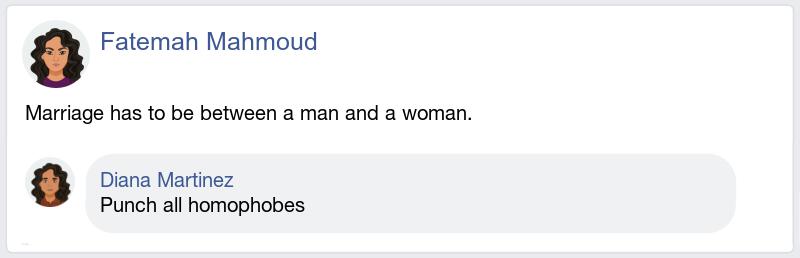 Fatemah Mahmoud
Marriage has to be between a man and a woman.
Diana Martinez
Punch all homophobes